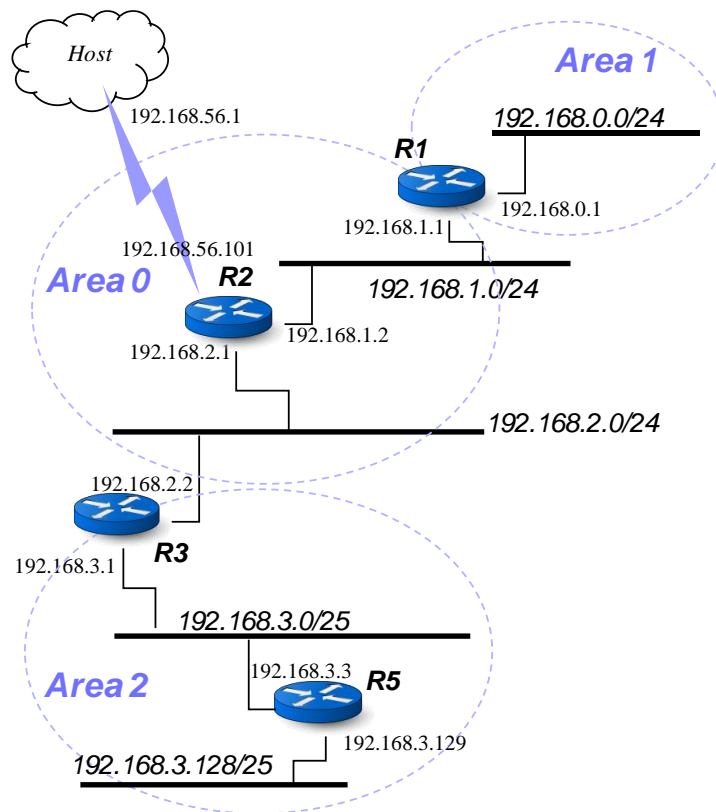 Host
Area 1
192.168.56.1
192.168.0.0/24
R1
192.168.0.1
192.168.1.1
192.168.56.101
Area 0
R2
192.168.1.0/24
192.168.1.2
192.168.2.1
192.168.2.0/24
192.168.2.2
R3
192.168.3.1
192.168.3.0/25
192.168.3.3
R5
Area 2
192.168.3.129
192.168.3.128/25